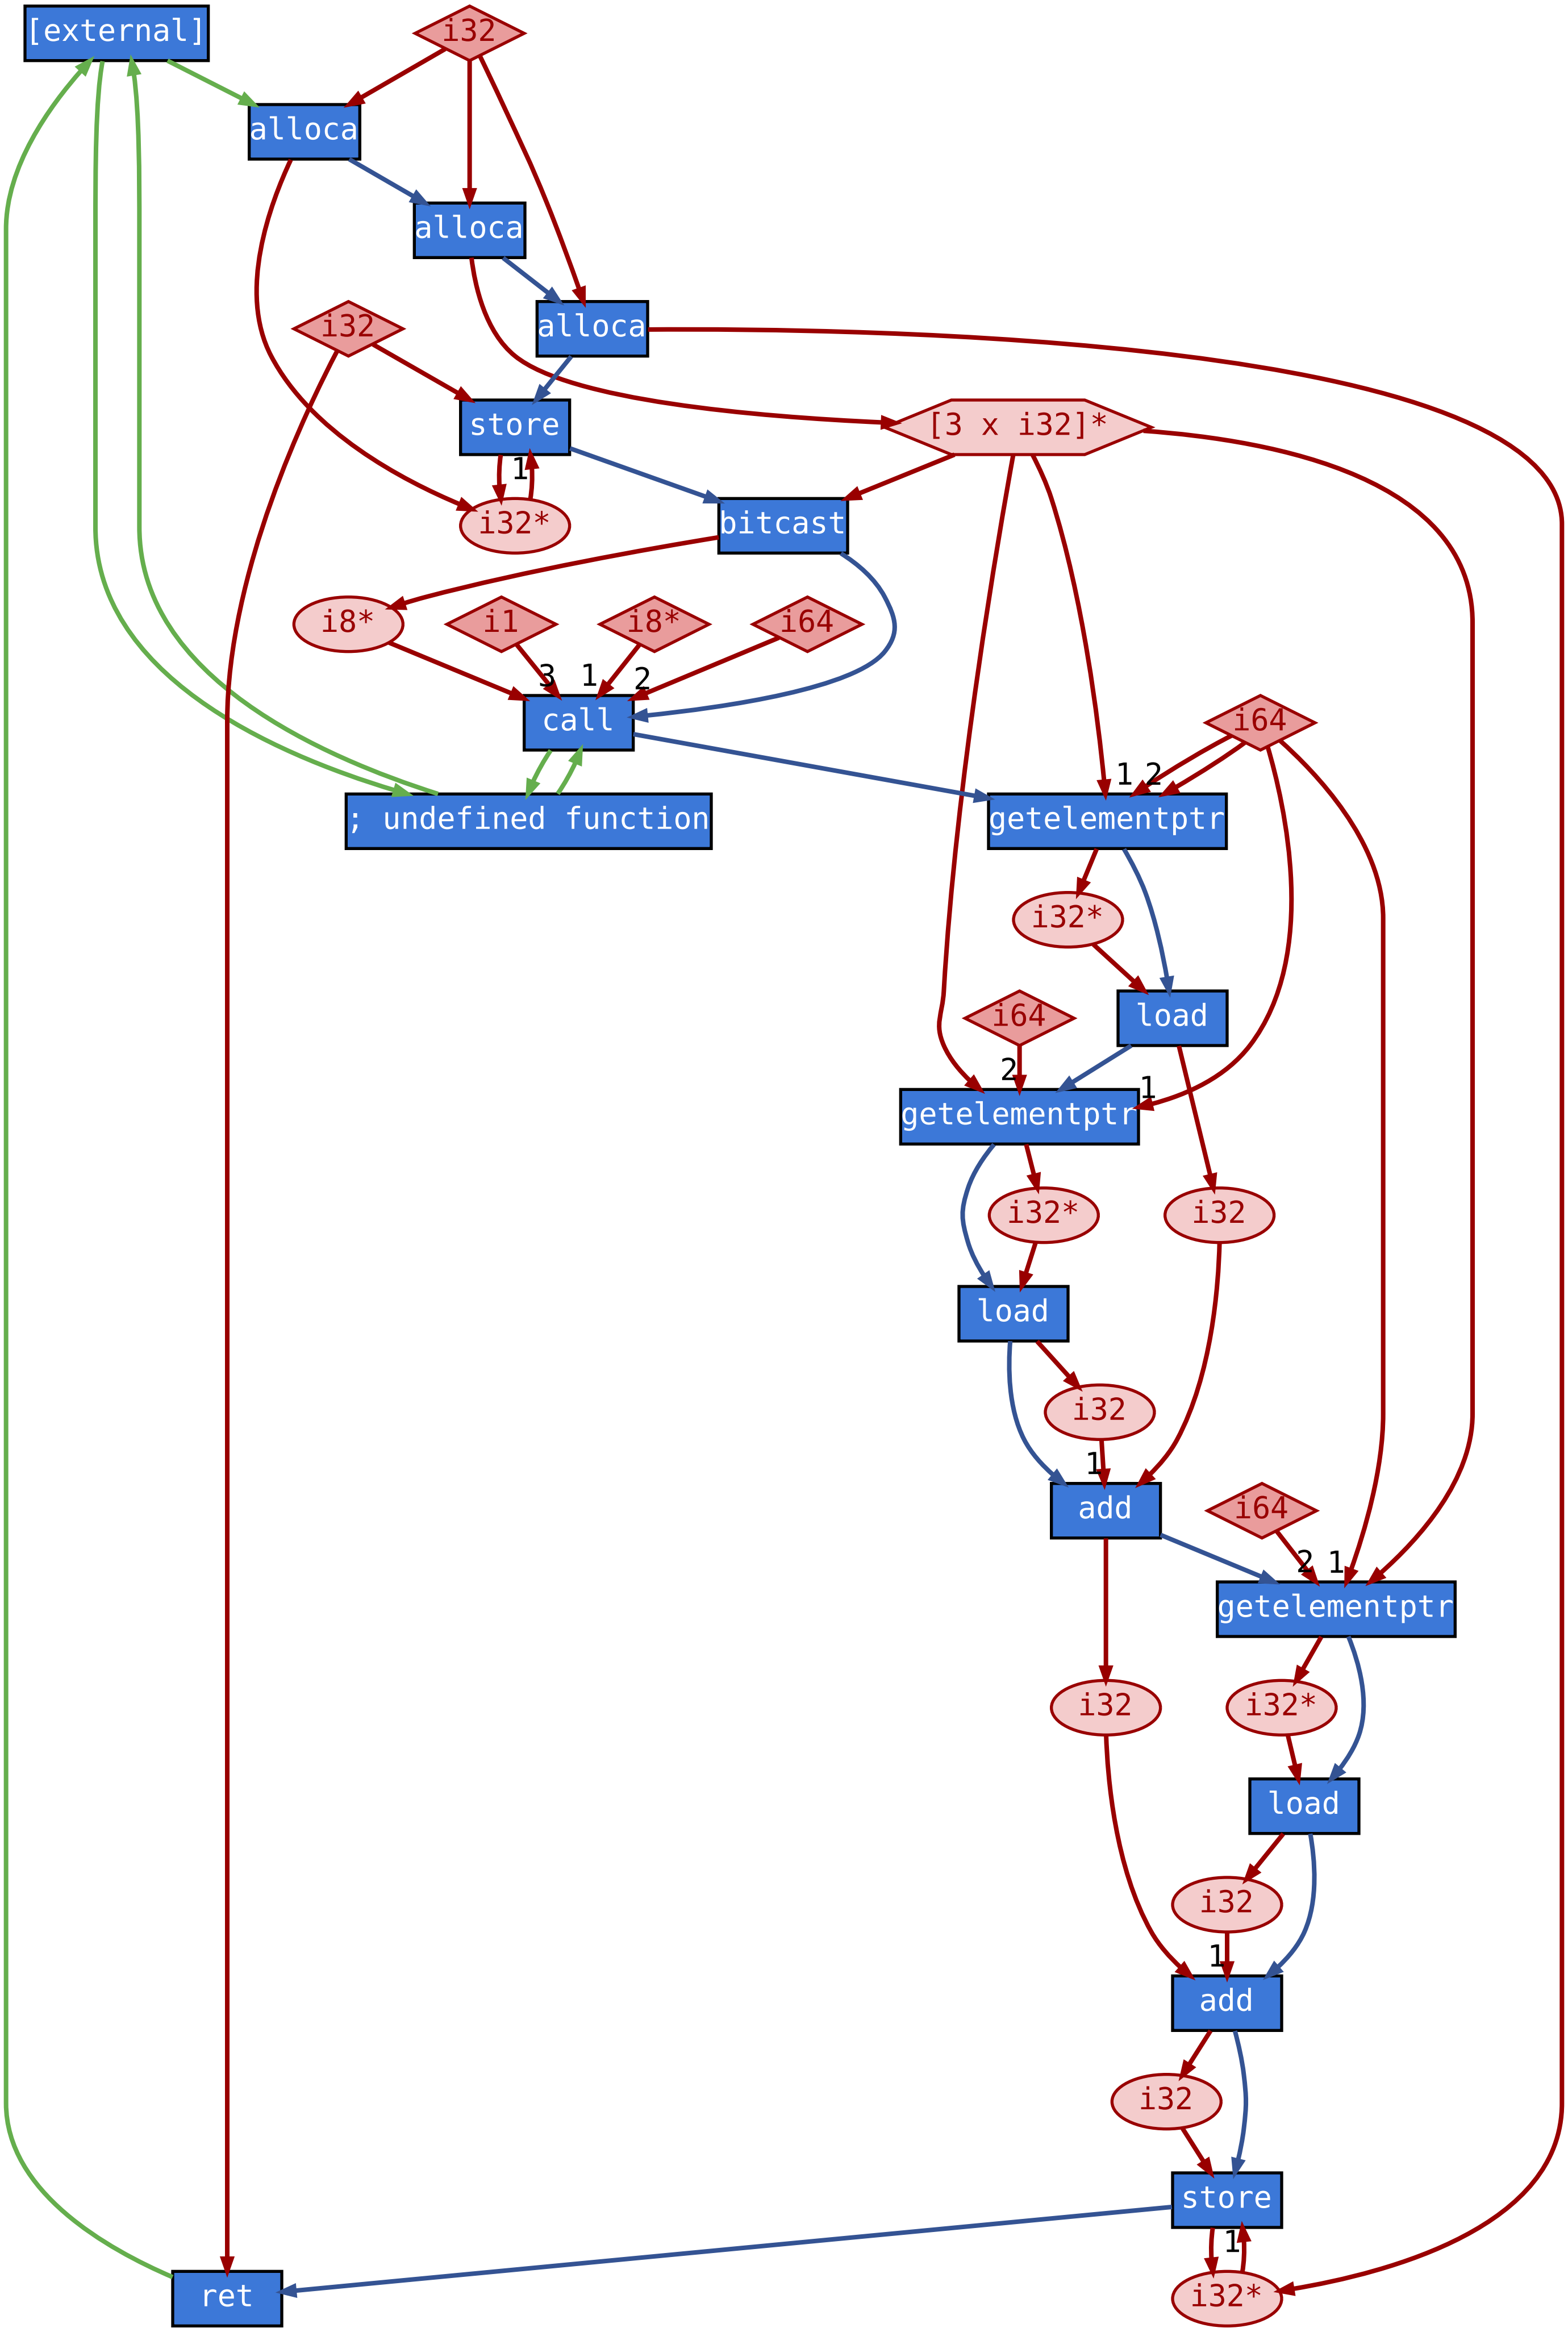 [external]
i32
alloca
alloca
i32
alloca
store
[3 x i32]*
1
i32*
bitcast
i8*
i1
i8*
i64
3
1
2
call
i64
1
2
; undefined function
getelementptr
i32*
i64
load
2
1
getelementptr
i32*
i32
load
i32
1
add
i64
2
1
getelementptr
i32
i32*
load
i32
1
add
i32
store
1
ret
i32*